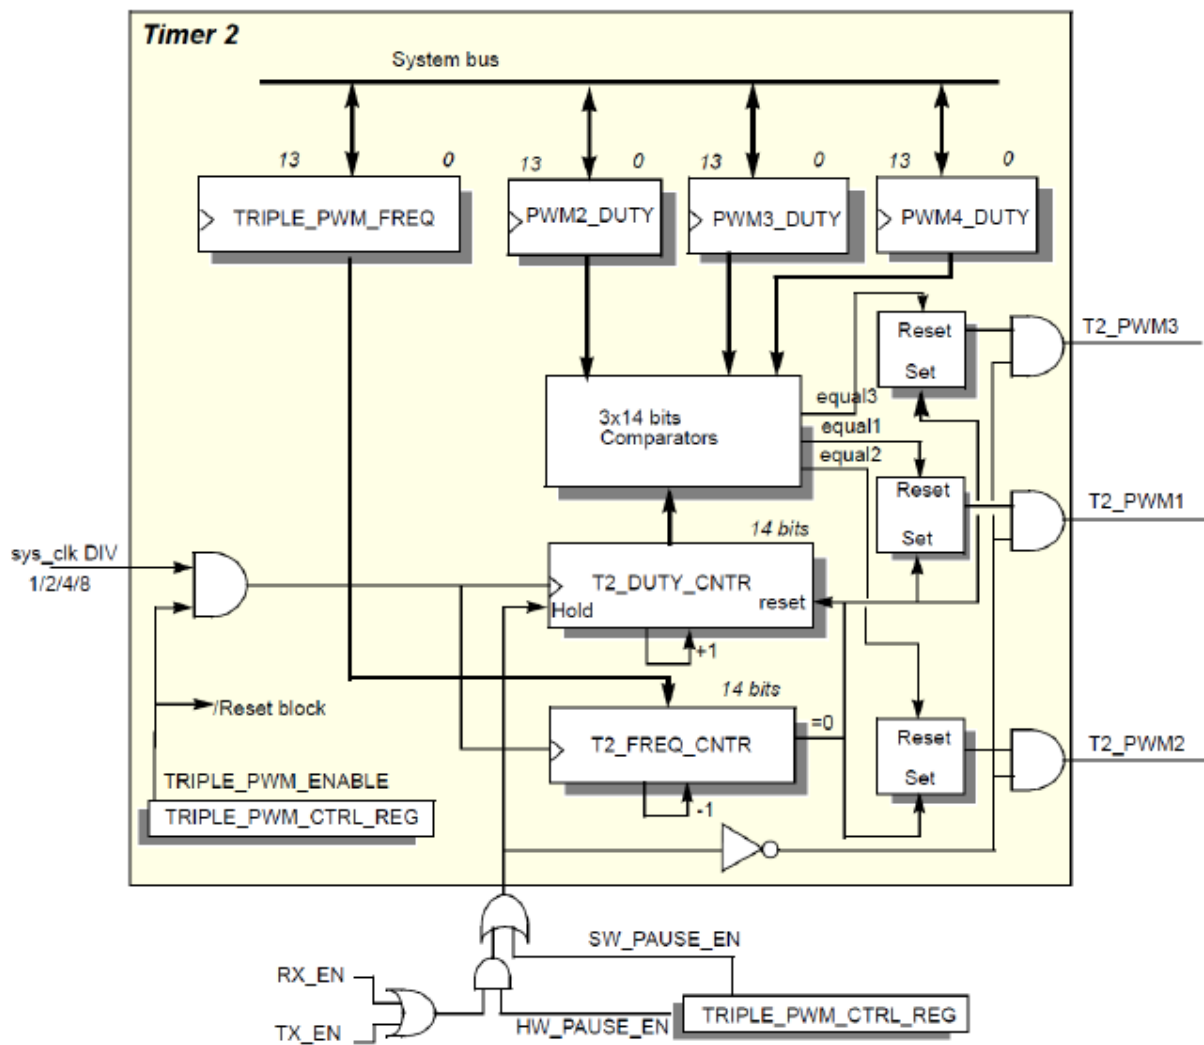 Timer 2
System bus
13 0
13 0
13 0
13 0
TRIPLE_PWM_FREQ
PWM2_DUTY
PWM3_DUTY
PWM4_DUTY
Reset
Set
T2_PWM3
3x14 bits
Comparators
equal3
equal1
equal2
Reset
Set
T2_PWM1
14 bits
sys_clk DIV
1/2/4/8
T2_DUTY_CNTR
Hold
reset
+1
/Reset block
14 bits
T2_FREQ_CNTR
=0
-1
Reset
Set
T2_PWM2
TRIPLE_PWM_ENABLE
TRIPLE_PWM_CTRL_REG
SW_PAUSE_EN
RX_EN
TX_EN
HW_PAUSE_EN
TRIPLE_PWM_CTRL_REG